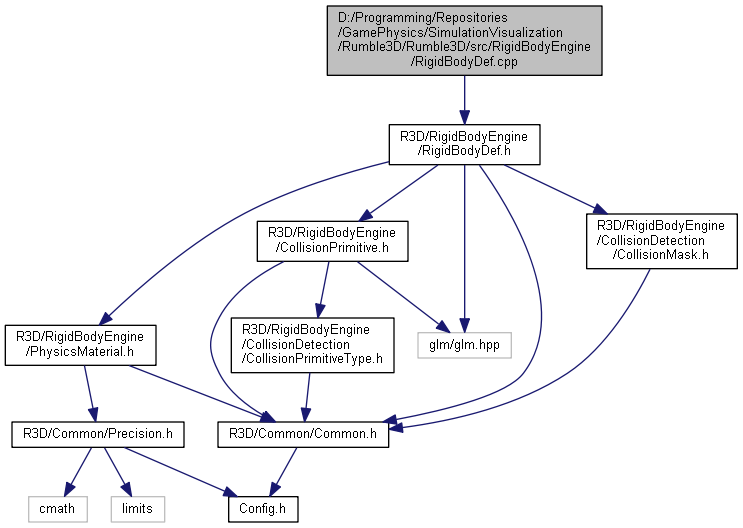 D:/Programming/Repositories
/GamePhysics/SimulationVisualization
/Rumble3D/Rumble3D/src/RigidBodyEngine
/RigidBodyDef.cpp
R3D/RigidBodyEngine
/RigidBodyDef.h
R3D/RigidBodyEngine
/CollisionPrimitive.h
R3D/RigidBodyEngine
/CollisionDetection
/CollisionMask.h
R3D/RigidBodyEngine
/PhysicsMaterial.h
R3D/RigidBodyEngine
/CollisionDetection
/CollisionPrimitiveType.h
glm/glm.hpp
R3D/Common/Precision.h
R3D/Common/Common.h
cmath
limits
Config.h